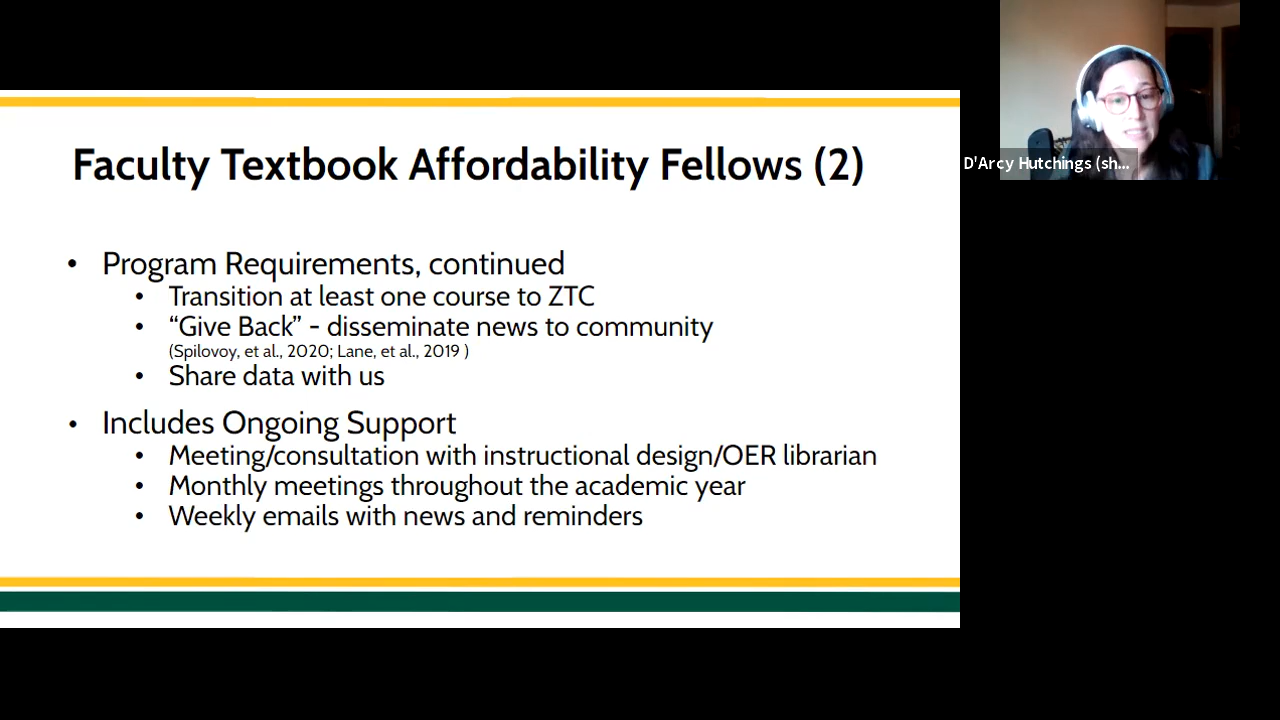 Faculty Textbook Affordability Fellows (2)
• Program Requirements, continued
• Transition at least one course to ZTC
• “Give Back” - disseminate news to community
(Spilovoy, et al., 2020; Lane, et al., 2019 )
• Share data with us
• Includes Ongoing Support
• Meeting/consultation with instructional design/OER librarian
• Monthly meetings throughout the academic year
• Weekly emails with news and reminders
D'Arcy Hutchings (sh...